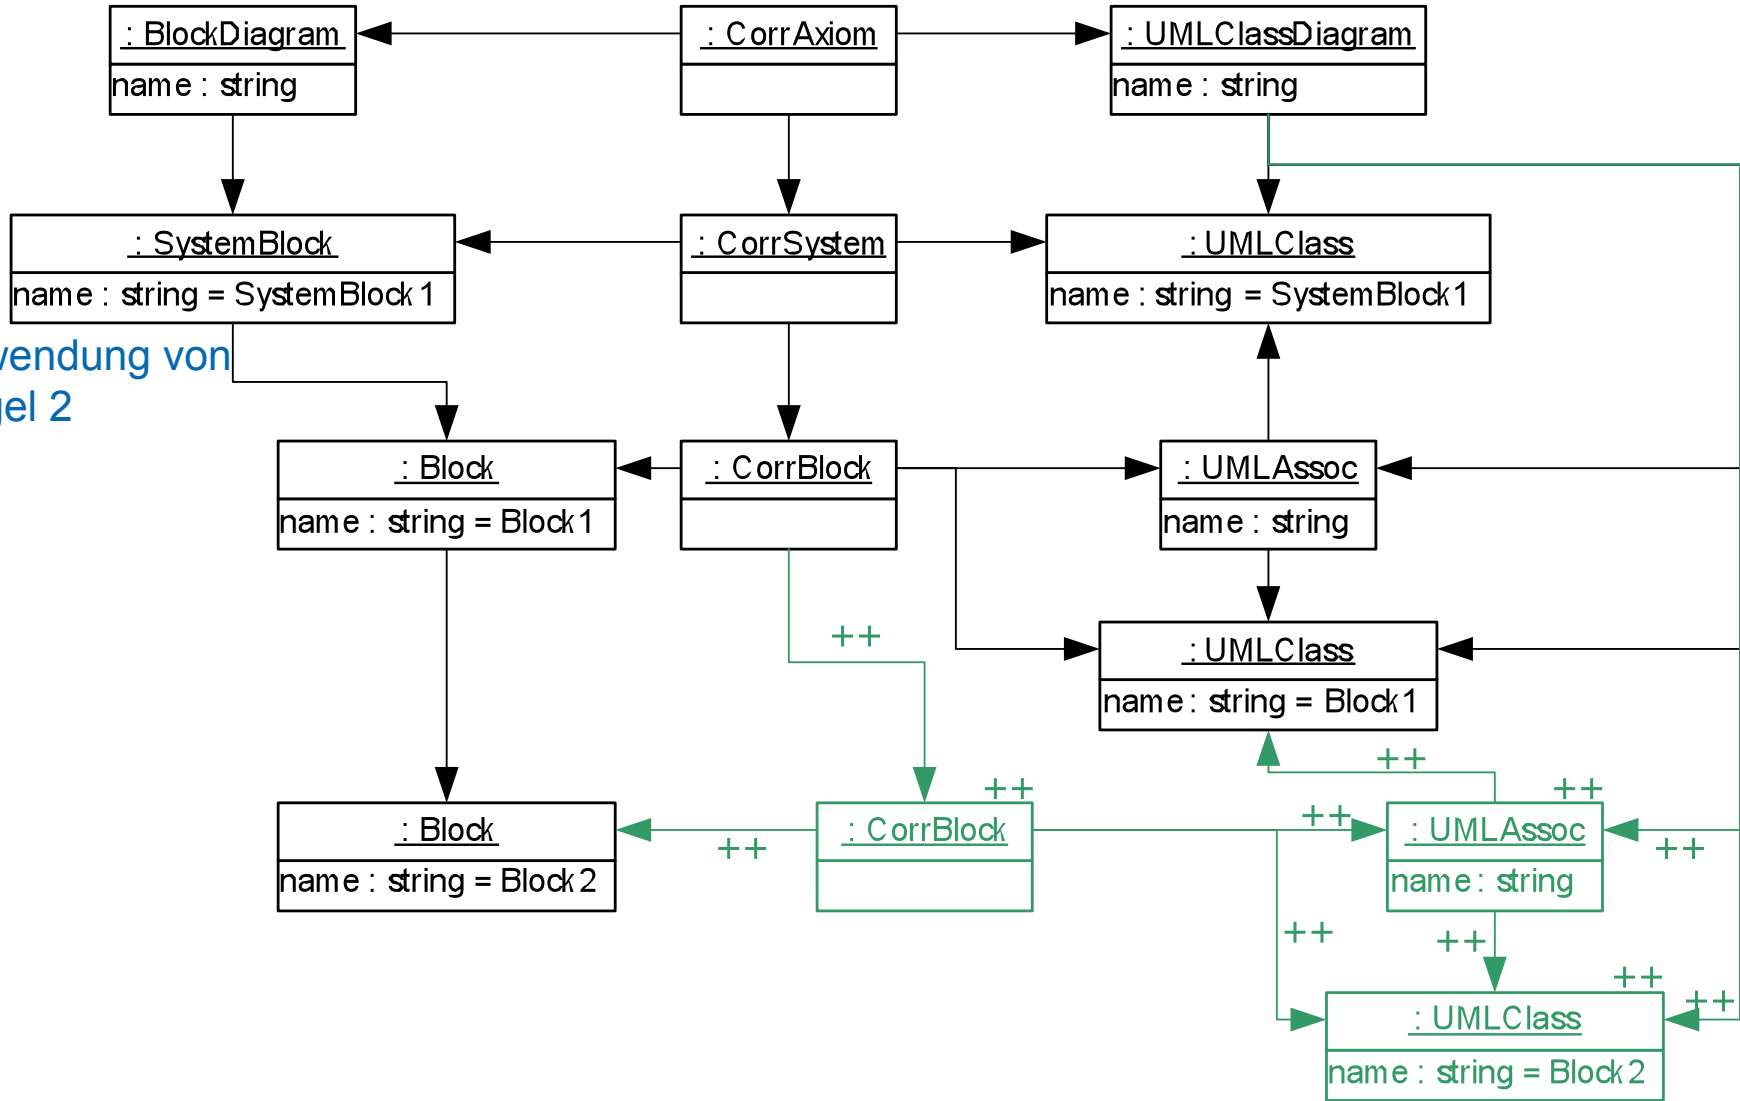 : BlockDiagram
name : string
: CorrAxiom
: UMLClassDiagram
name : string
: SystemBlock
name : string = SystemBlock1
: CorrSystem
: UMLClass
name : string = SystemBlock1
wendung von
gel 2
: Block
name : string = Block1
: CorrBlock
: UMLAssoc
name : string
++
: UMLClass
name : string = Block1
++
++
++
: Block
name : string = Block2
++
: CorrBlock
++
: UMLAssoc
name : string
++
++
++
++
++
: UMLClass
name : string = Block2